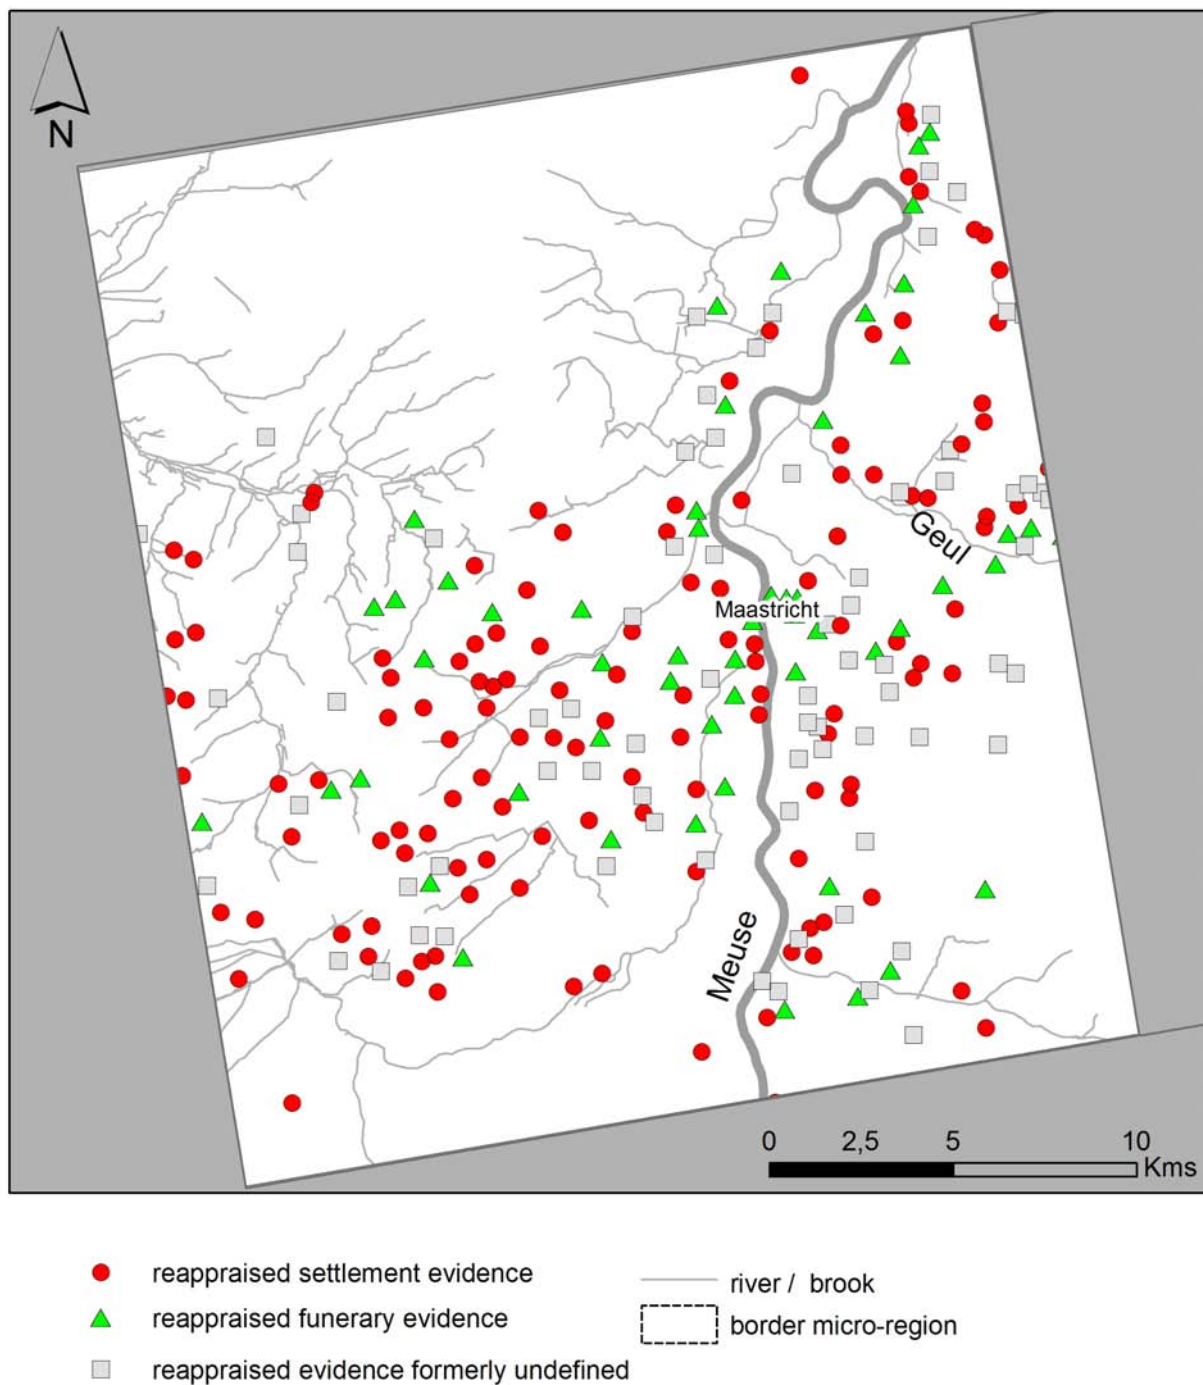 N
Geul
Maastricht
Meuse
0 2,5 5 10
Kms
reappraised settlement evidence
reappraised funerary evidence
reappraised evidence formerly undefined
river / brook
border micro-region